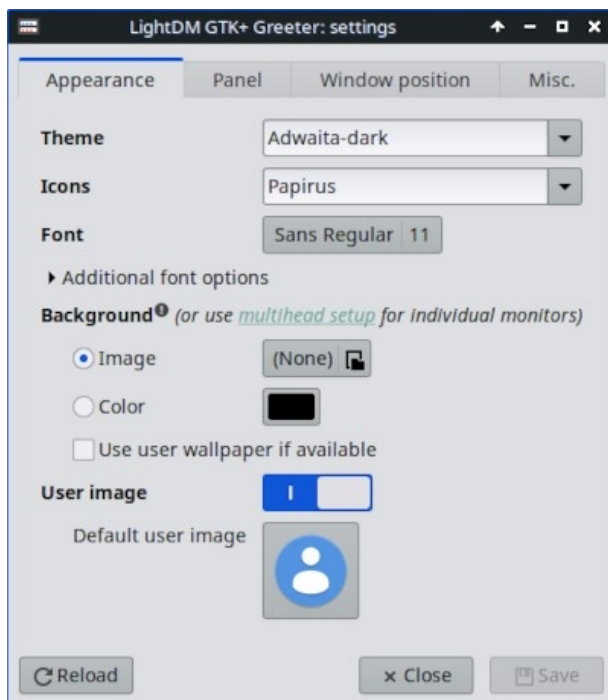 LightDM GTK+ Greeter: settings
Appearance Panel Window position Misc.
Theme Adwaita-dark
Icons Papirus
Font Sans Regular 11
Additional font options
Background (or use multihead setup for individual monitors)
Image (None)
Color
Use user wallpaper if available
User image
Default user image
Reload Close Save